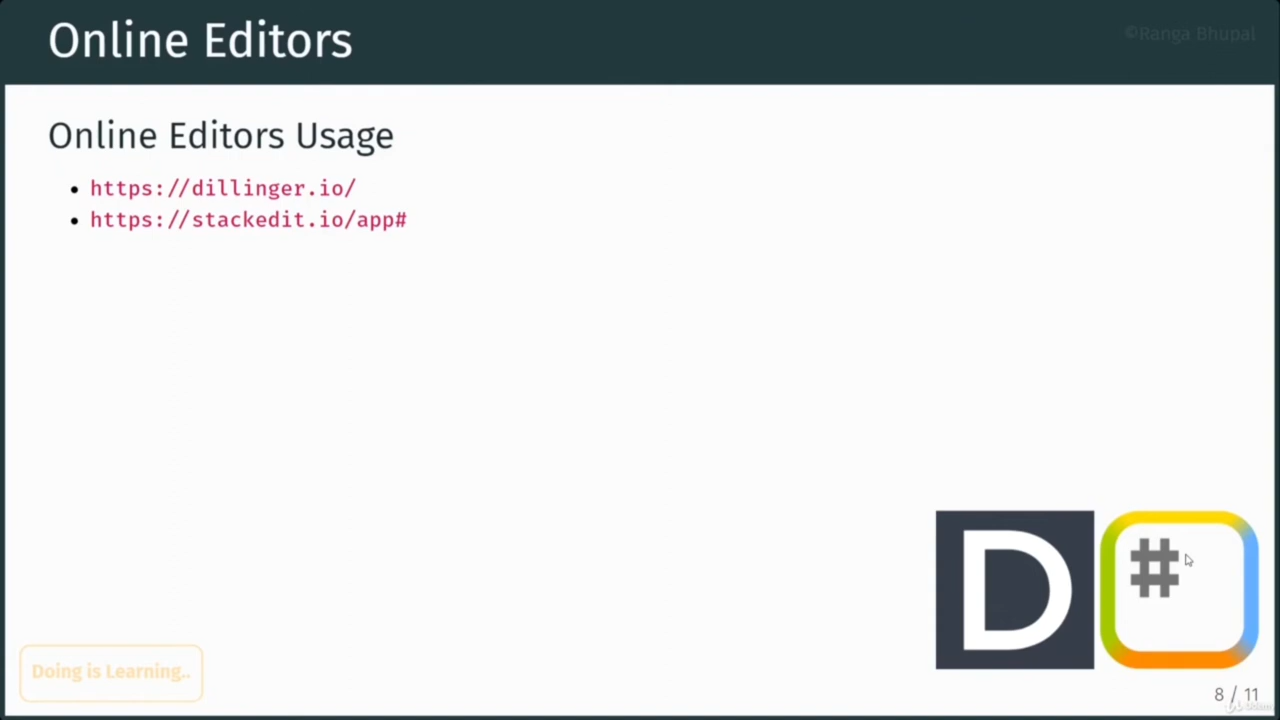 Online Editors
©Ranga Bhupal
Online Editors Usage
• https://dillinger.io/
• https://stackedit.io/app#
D
#
Doing is Learning..
8 / 11
Udemy